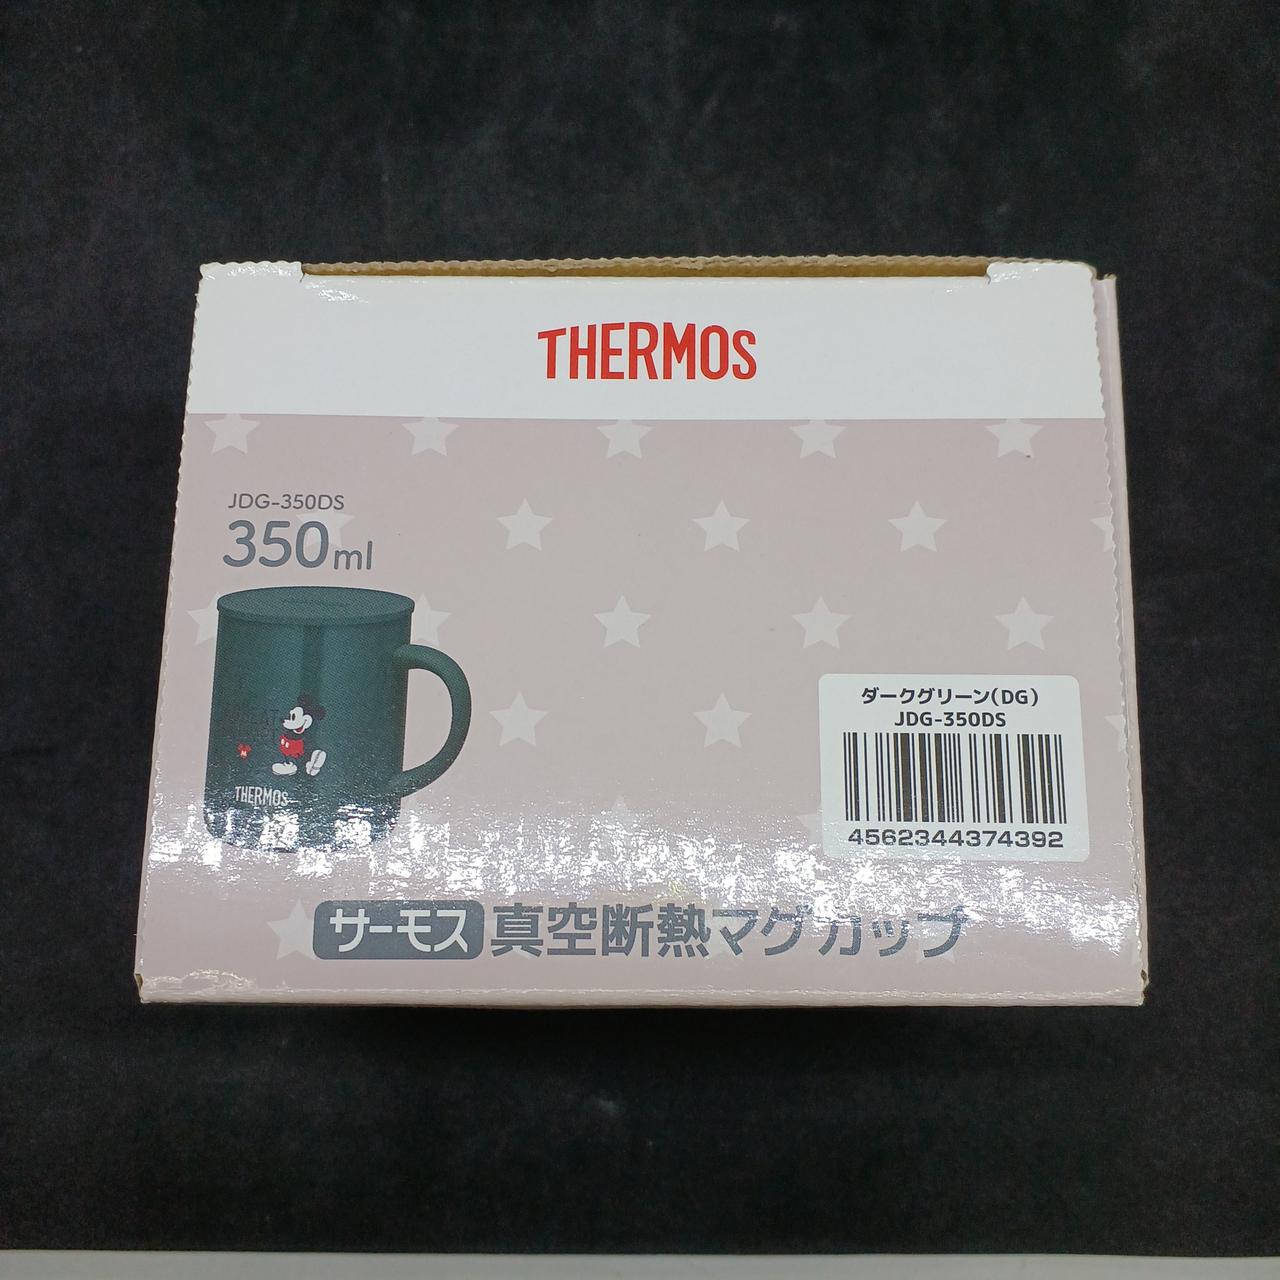 THERMOS
JDG-350DS
350ml
THERMOS
ダークグリーン(DG)
JDG-350DS
4562344374392
サーモス 真空断熱マグカップ